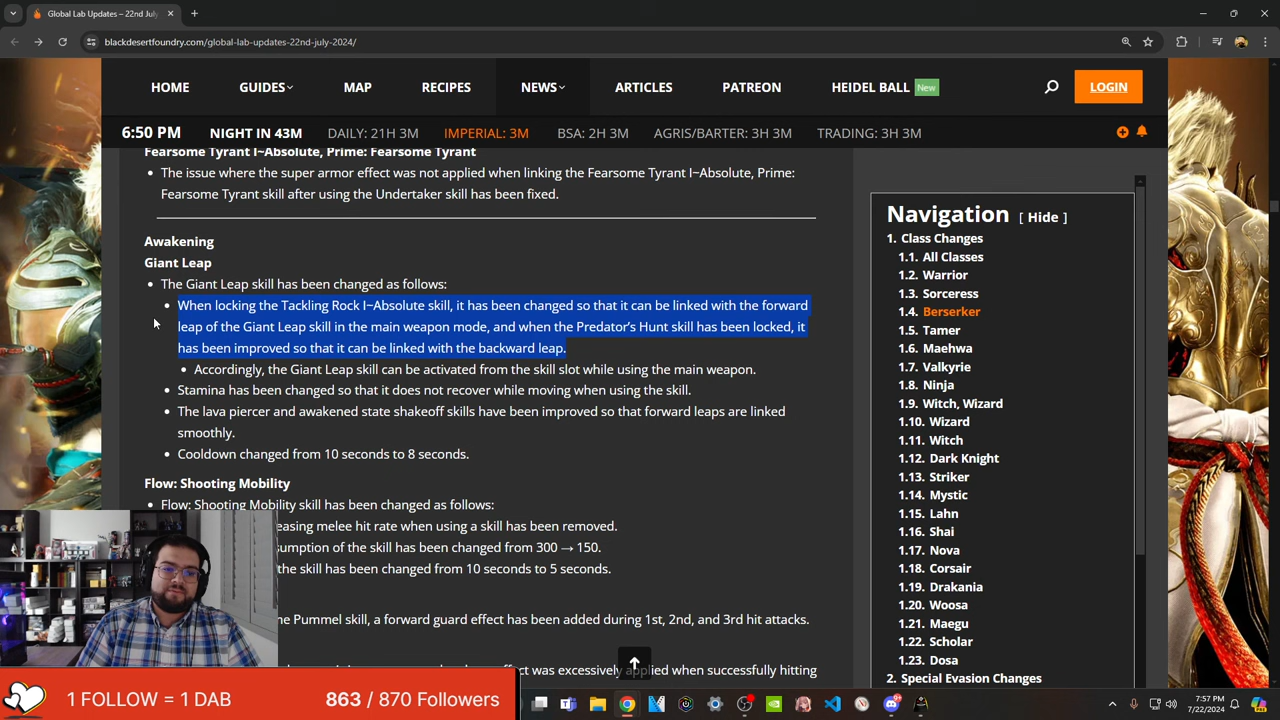 Global Lab Updates – 22nd July
blackdesertfoundry.com/global-lab-updates-22nd-july-2024/
HOME GUIDES MAP RECIPES NEWS ARTICLES PATREON HEIDEL BALL New LOGIN
6:50 PM NIGHT IN 43M DAILY: 21H 3M IMPERIAL: 3M BSA: 2H 3M AGRIS/BARTER: 3H 3M TRADING: 3H 3M
Fearsome Tyrant I~Absolute, Prime: Fearsome Tyrant
• The issue where the super armor effect was not applied when linking the Fearsome Tyrant I~Absolute, Prime:
Fearsome Tyrant skill after using the Undertaker skill has been fixed.
Awakening
Giant Leap
• The Giant Leap skill has been changed as follows:
• When locking the Tackling Rock I~Absolute skill, it has been changed so that it can be linked with the forward
leap of the Giant Leap skill in the main weapon mode, and when the Predator's Hunt skill has been locked, it
has been improved so that it can be linked with the backward leap.
• Accordingly, the Giant Leap skill can be activated from the skill slot while using the main weapon.
• Stamina has been changed so that it does not recover while moving when using the skill.
• The lava piercer and awakened state shakeoff skills have been improved so that forward leaps are linked
smoothly.
• Cooldown changed from 10 seconds to 8 seconds.
Flow: Shooting Mobility
• Flow: Shooting Mobility skill has been changed as follows:
easing melee hit rate when using a skill has been removed.
sumption of the skill has been changed from 300 → 150.
the skill has been changed from 10 seconds to 5 seconds.
he Pummel skill, a forward guard effect has been added during 1st, 2nd, and 3rd hit attacks.
effect was excessively applied when successfully hitting
Navigation [ Hide ]
1. Class Changes
1.1. All Classes
1.2. Warrior
1.3. Sorceress
1.4. Berserker
1.5. Tamer
1.6. Maehwa
1.7. Valkyrie
1.8. Ninja
1.9. Witch, Wizard
1.10. Wizard
1.11. Witch
1.12. Dark Knight
1.13. Striker
1.14. Mystic
1.15. Lahn
1.16. Shai
1.17. Nova
1.18. Corsair
1.19. Drakania
1.20. Woosa
1.21. Maegu
1.22. Scholar
1.23. Dosa
2. Special Evasion Changes
1 FOLLOW = 1 DAB 863 / 870 Followers
7:57 PM
7/22/2024